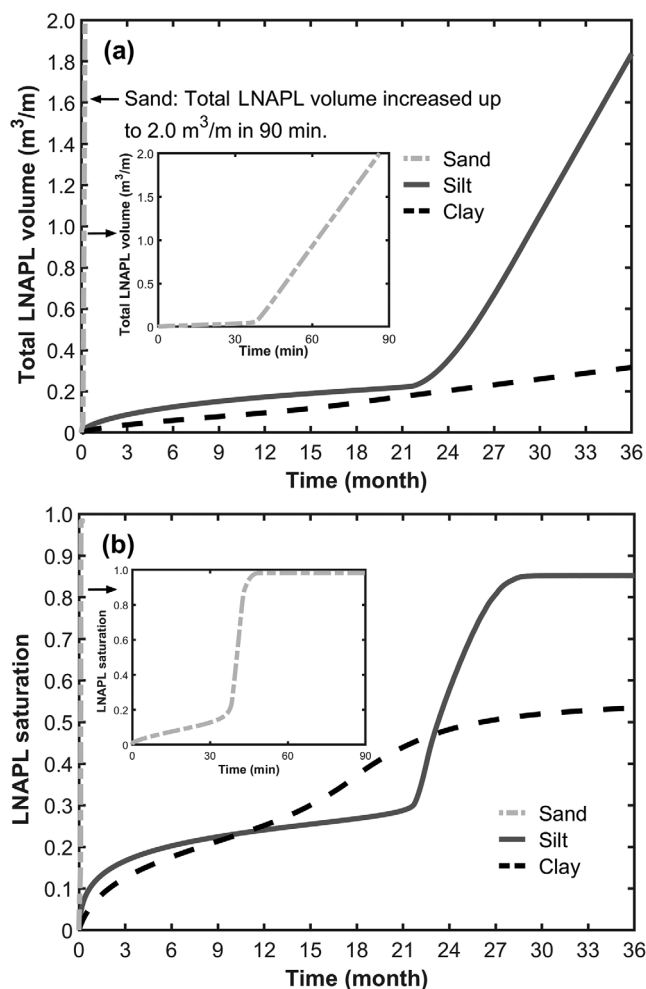 (a)
Total LNAPL volume (m³/m)
2.0
1.8
1.6
1.4
1.2
1.0
0.8
0.6
0.4
0.2
0
Sand: Total LNAPL volume increased up
to 2.0 m³/m in 90 min.
Total LNAPL volume (m³/m)
2.0
1.0
1.0
0
0 30 60 90
Time (min)
Sand
Silt
Clay
0 3 6 9 12 15 18 21 24 27 30 33 36
Time (month)
(b)
LNAPL saturation
1.0
0.9
0.8
0.7
0.6
0.5
0.4
0.3
0.2
0.1
0
LNAPL saturation
1.0
0.8
0.6
0.4
0.2
0
0 30 60 90
Time (min)
Sand
Silt
Clay
0 3 6 9 12 15 18 21 24 27 30 33 36
Time (month)